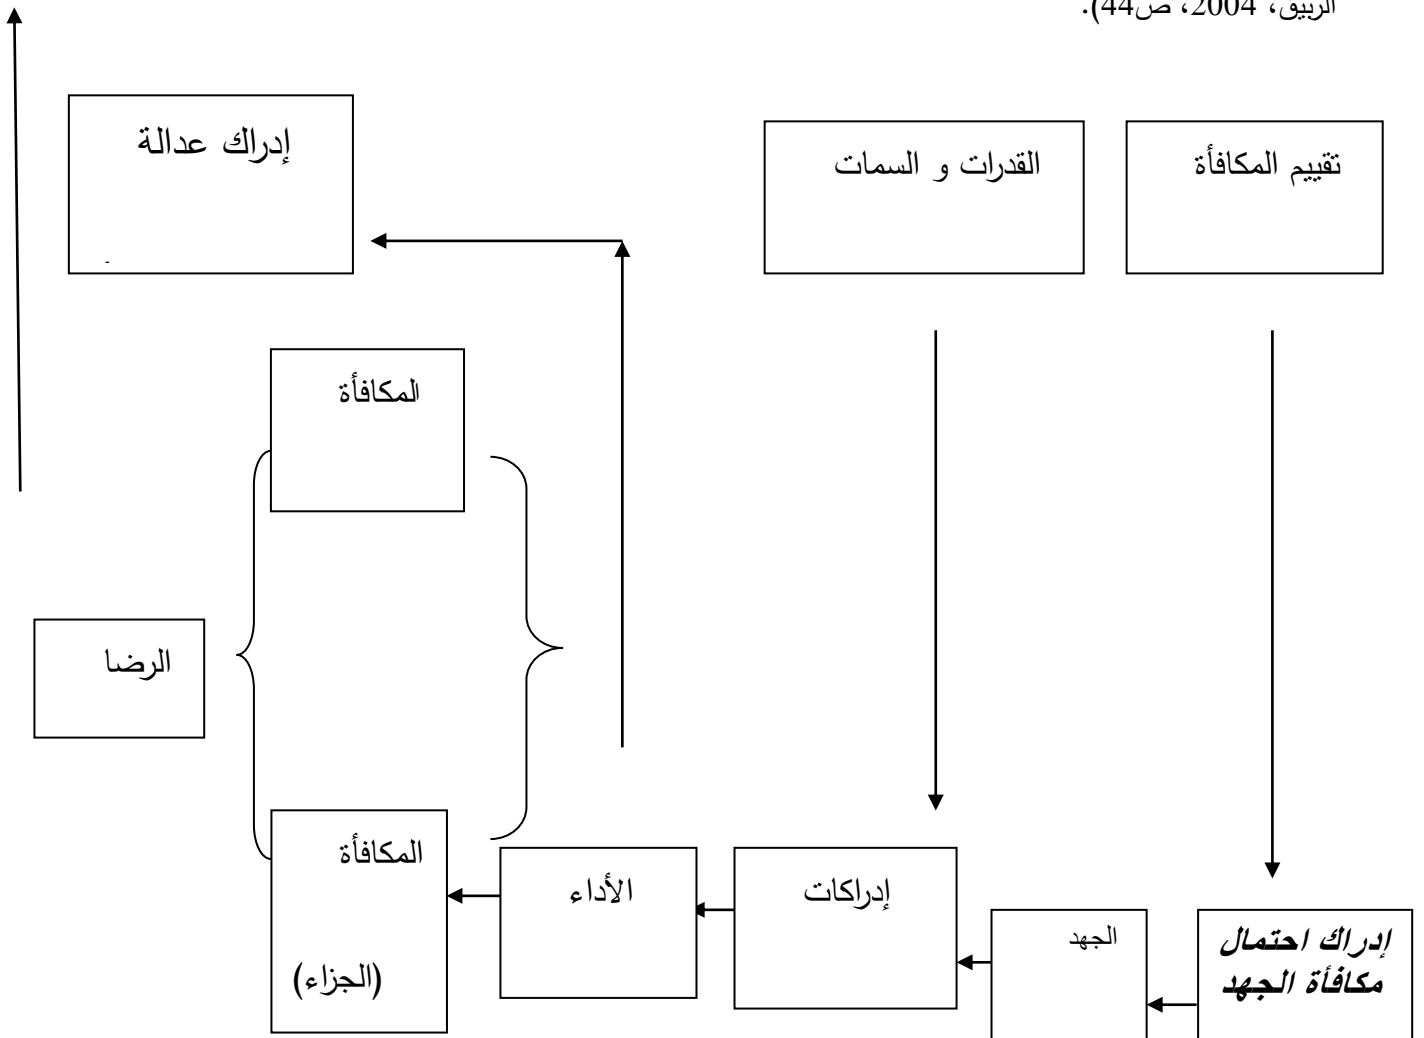 الربيق، 2004، ص44).
تقييم المكافأة
القدرات و السمات
إدراك عدالة
المكافأة
الرضا
إدراك احتمال
مكافأة الجهد
الجهد
إدراكات
الأداء
المكافأة
(الجزاء)